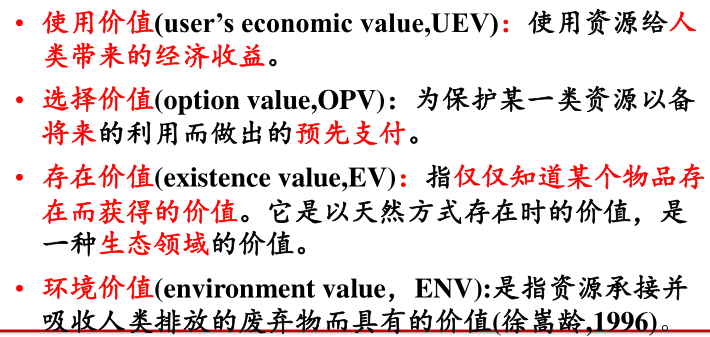 • 使用价值(user's economic value,UEV)：使用资源给人
类带来的经济收益。
• 选择价值(option value,OPV)：为保护某一类资源以备
将来的利用而做出的预先支付。
• 存在价值(existence value,EV)：指仅仅知道某个物品存
在而获得的价值。它是以天然方式存在时的价值，是
一种生态领域的价值。
• 环境价值(environment value，ENV):是指资源承接并
吸收人类排放的废弃物而具有的价值(徐嵩龄,1996)。